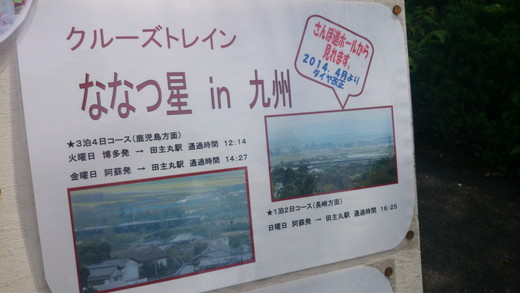 クルーズトレイン
ななつ星 in 九州
さんぽ道ホールから
見れます。
2014.4月より
ダイヤ改正
★3泊4日コース(鹿児島方面)
火曜日 博多発 → 田主丸駅 通過時間 12:14
金曜日 阿蘇発 → 田主丸駅 通過時間 14:27
★1泊2日コース(長崎方面)
日曜日 阿蘇発 → 田主丸駅 通過時間 16:25